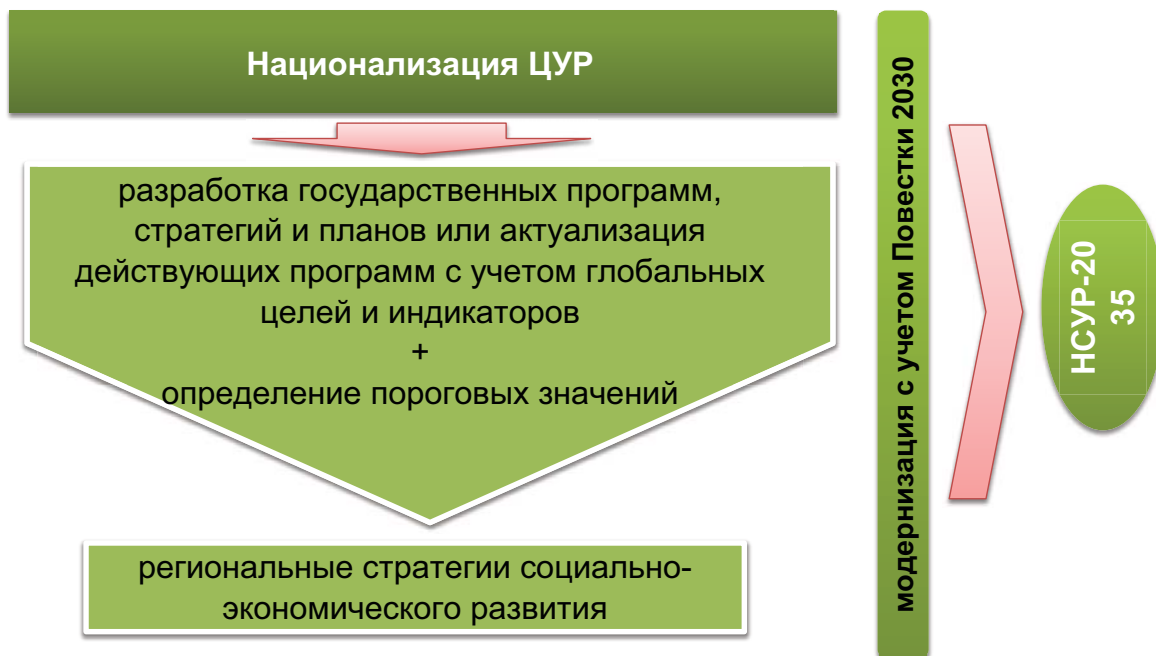 Национализация ЦУР
разработка государственных программ,
стратегий и планов или актуализация
действующих программ с учетом глобальных
целей и индикаторов
+
определение пороговых значений
региональные стратегии социально-
экономического развития
модернизация с учетом Повестки 2030
НСУР-20
35